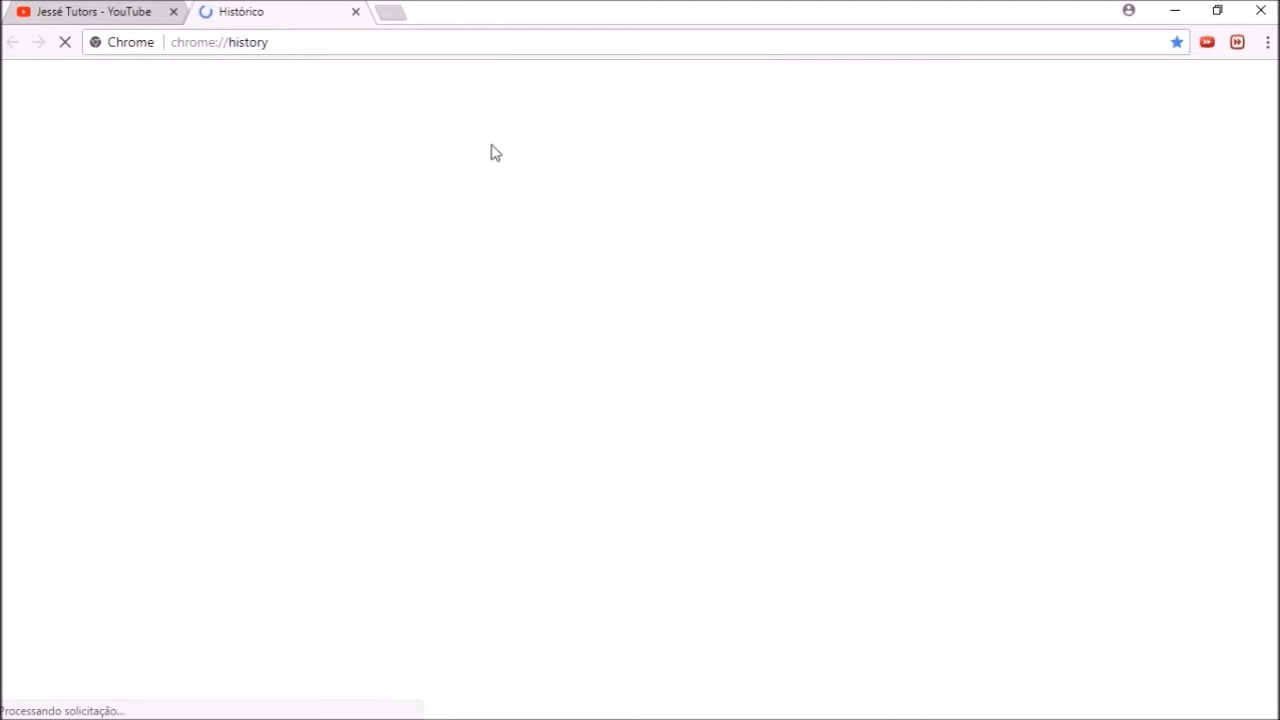 Jessé Tutors - YouTube
Histórico
Chrome chrome://history
Processando solicitação...